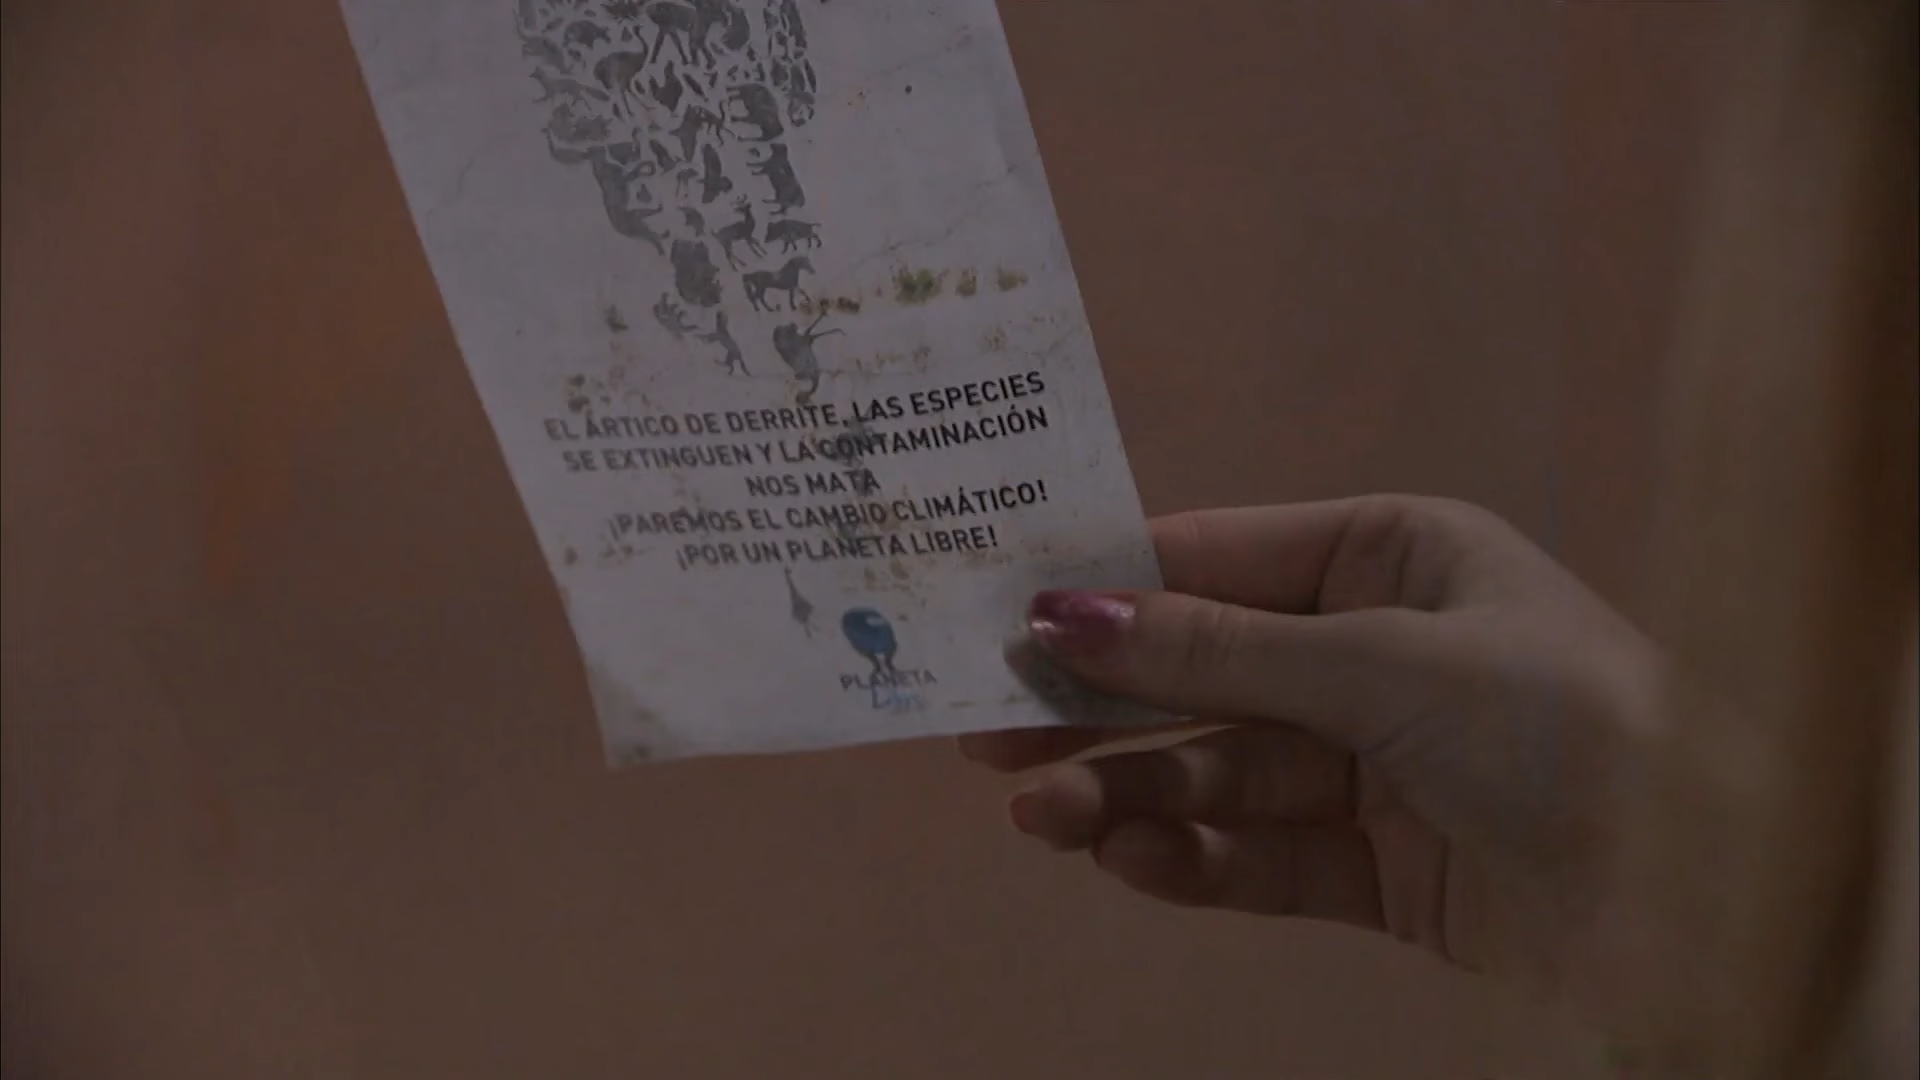 EL ÁRTICO DE DERRITE, LAS ESPECIES
SE EXTINGUEN Y LA CONTAMINACIÓN
NOS MATA
¡PAREMOS EL CAMBIO CLIMÁTICO!
¡POR UN PLANETA LIBRE!
PLANETA
Libre